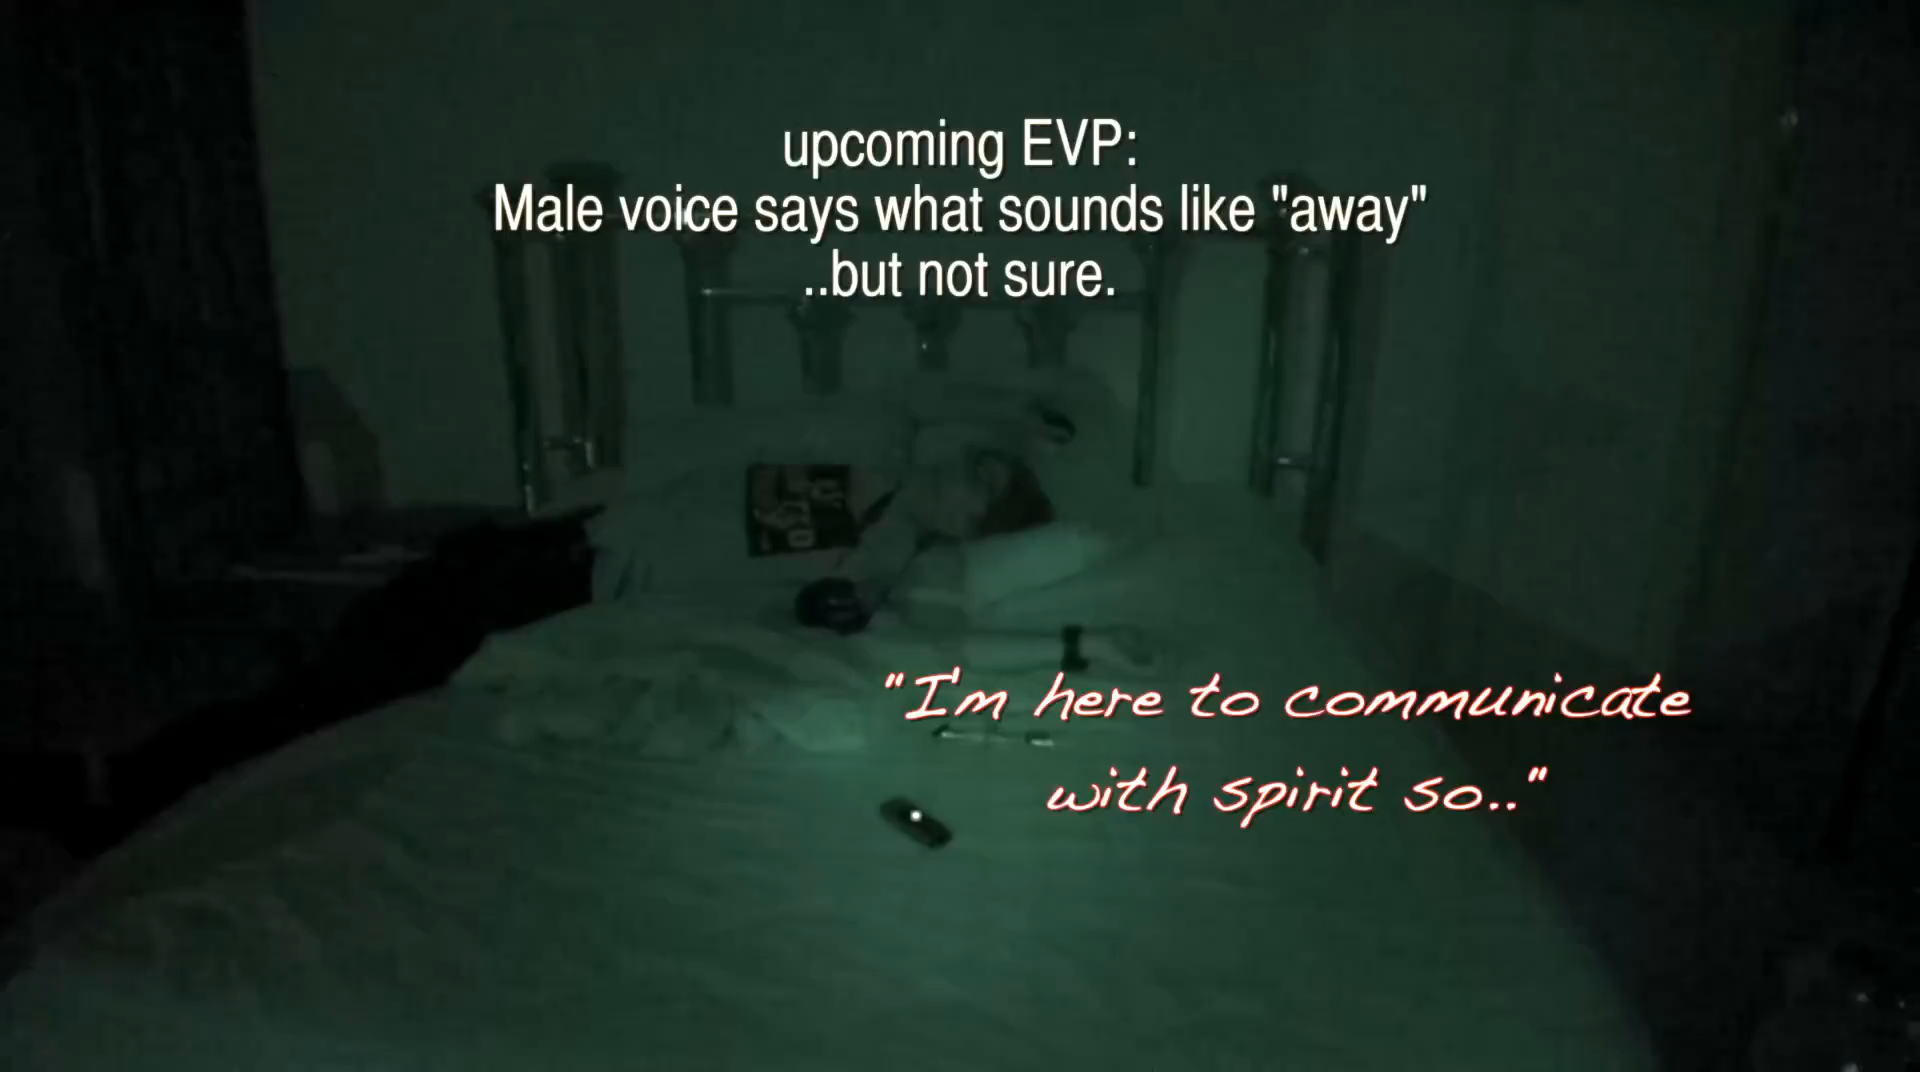 upcoming EVP:
Male voice says what sounds like "away"
..but not sure.
"I'm here to communicate
with spirit so.."